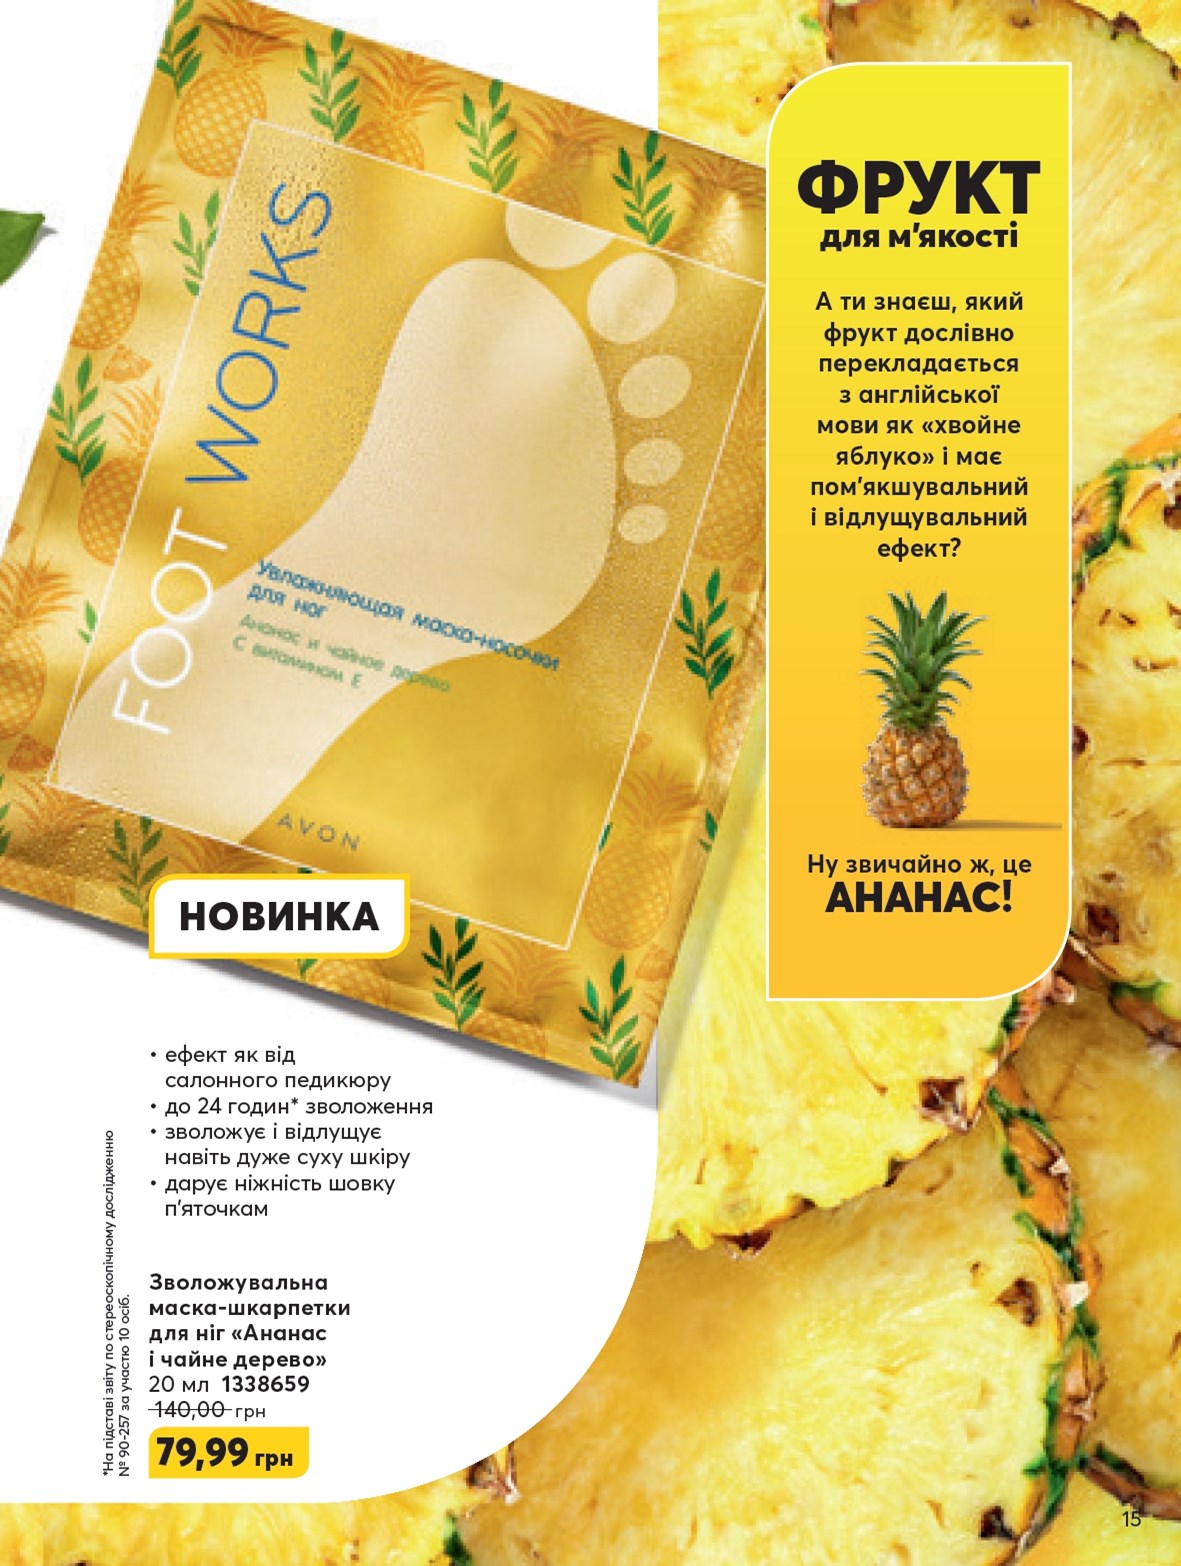 FOOT WORKS
Увлажняющая маска-носочки
для ног
Ананас и чайное дерево
С витамином Е
AVON
НОВИНКА
ФРУКТ
для м'якості
А ти знаєш, який
фрукт дослівно
перекладається
з англійської
мови як «хвойне
яблуко» і має
пом'якшувальний
і відлущувальний
ефект?
Ну звичайно ж, це
АНАНАС!
• ефект як від
салонного педикюру
• до 24 годин* зволоження
• зволожує і відлущує
навіть дуже суху шкіру
• дарує ніжність шовку
п'яточкам
Зволожувальна
маска-шкарпетки
для ніг «Ананас
і чайне дерево»
20 мл 1338659
140,00 грн
79,99 грн
*На підставі звіту по стереоскопічному дослідженню
№ 90-257 за участю 10 осіб.
15